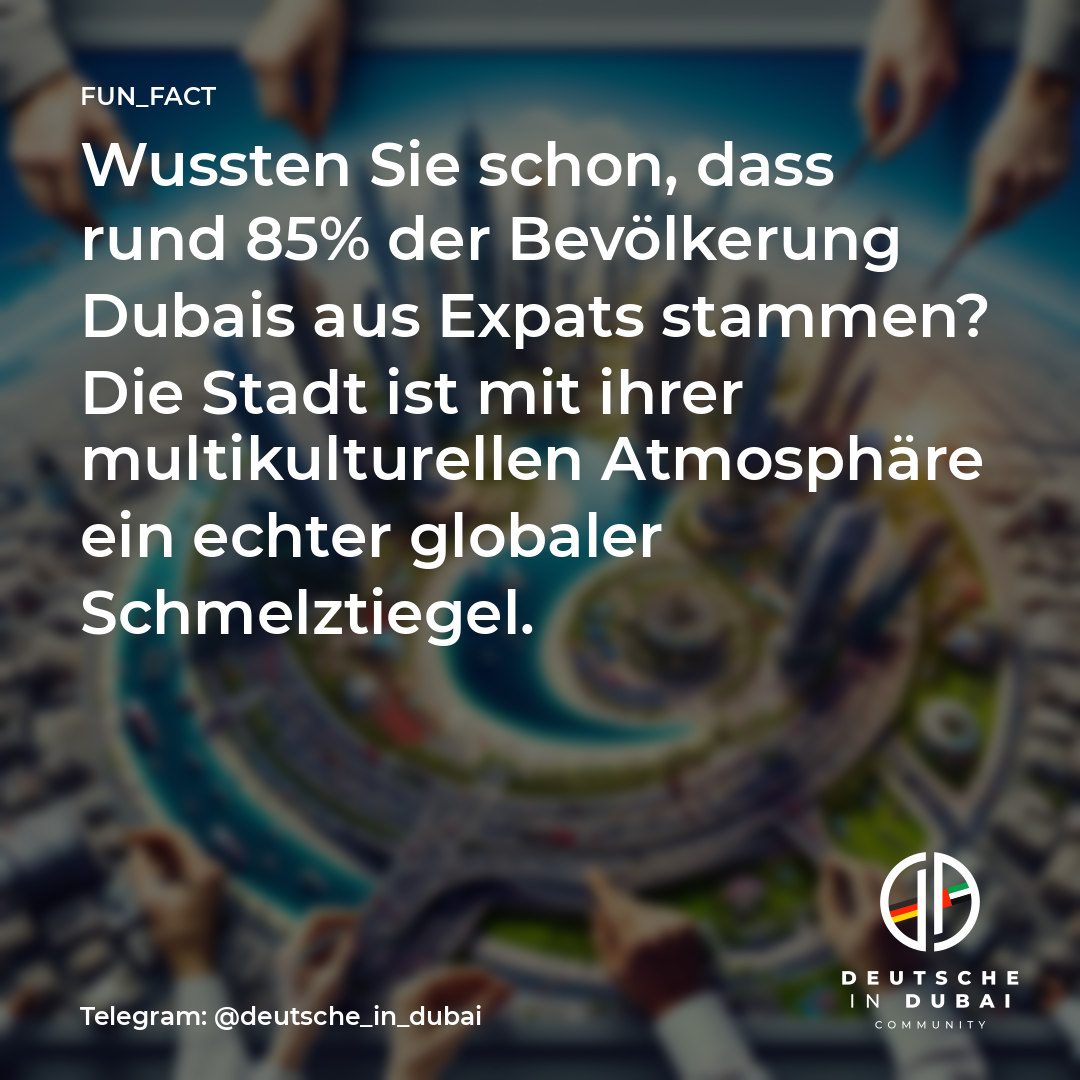 FUN_FACT
Wussten Sie schon, dass
rund 85% der Bevölkerung
Dubais aus Expats stammen?
Die Stadt ist mit ihrer
multikulturellen Atmosphäre
ein echter globaler
Schmelztiegel.
DEUTSCHE
IN DUBAI
COMMUNITY
Telegram: @deutsche_in_dubai